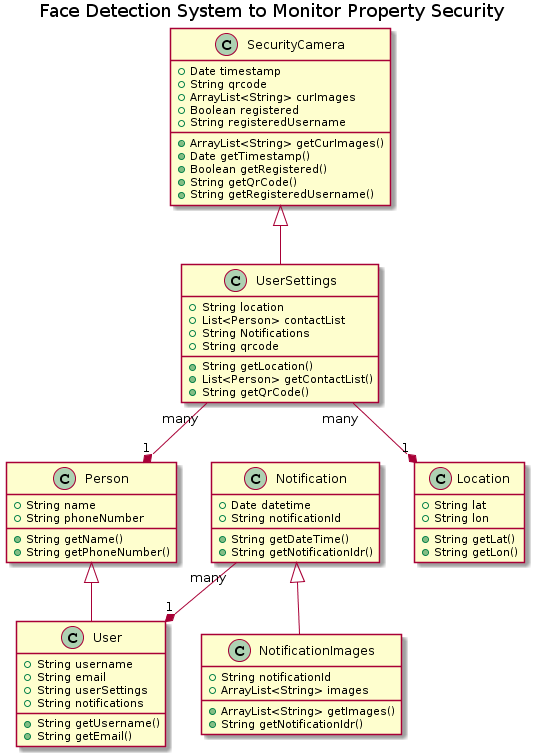 Face Detection System to Monitor Property Security
C SecurityCamera
Date timestamp
String qrcode
ArrayList<String> curImages
Boolean registered
String registeredUsername
ArrayList<String> getCurImages()
Date getTimestamp()
Boolean getRegistered()
String getQrCode()
String getRegisteredUsername()
C UserSettings
String location
List<Person> contactList
String Notifications
String qrcode
String getLocation()
List<Person> getContactList()
String getQrCode()
many
many
1
1
C Person
String name
String phoneNumber
String getName()
String getPhoneNumber()
C Notification
Date datetime
String notificationId
String getDateTime()
String getNotificationIdr()
C Location
String lat
String lon
String getLat()
String getLon()
many
1
C User
String username
String email
String userSettings
String notifications
String getUsername()
String getEmail()
C NotificationImages
String notificationId
ArrayList<String> images
ArrayList<String> getImages()
String getNotificationIdr()